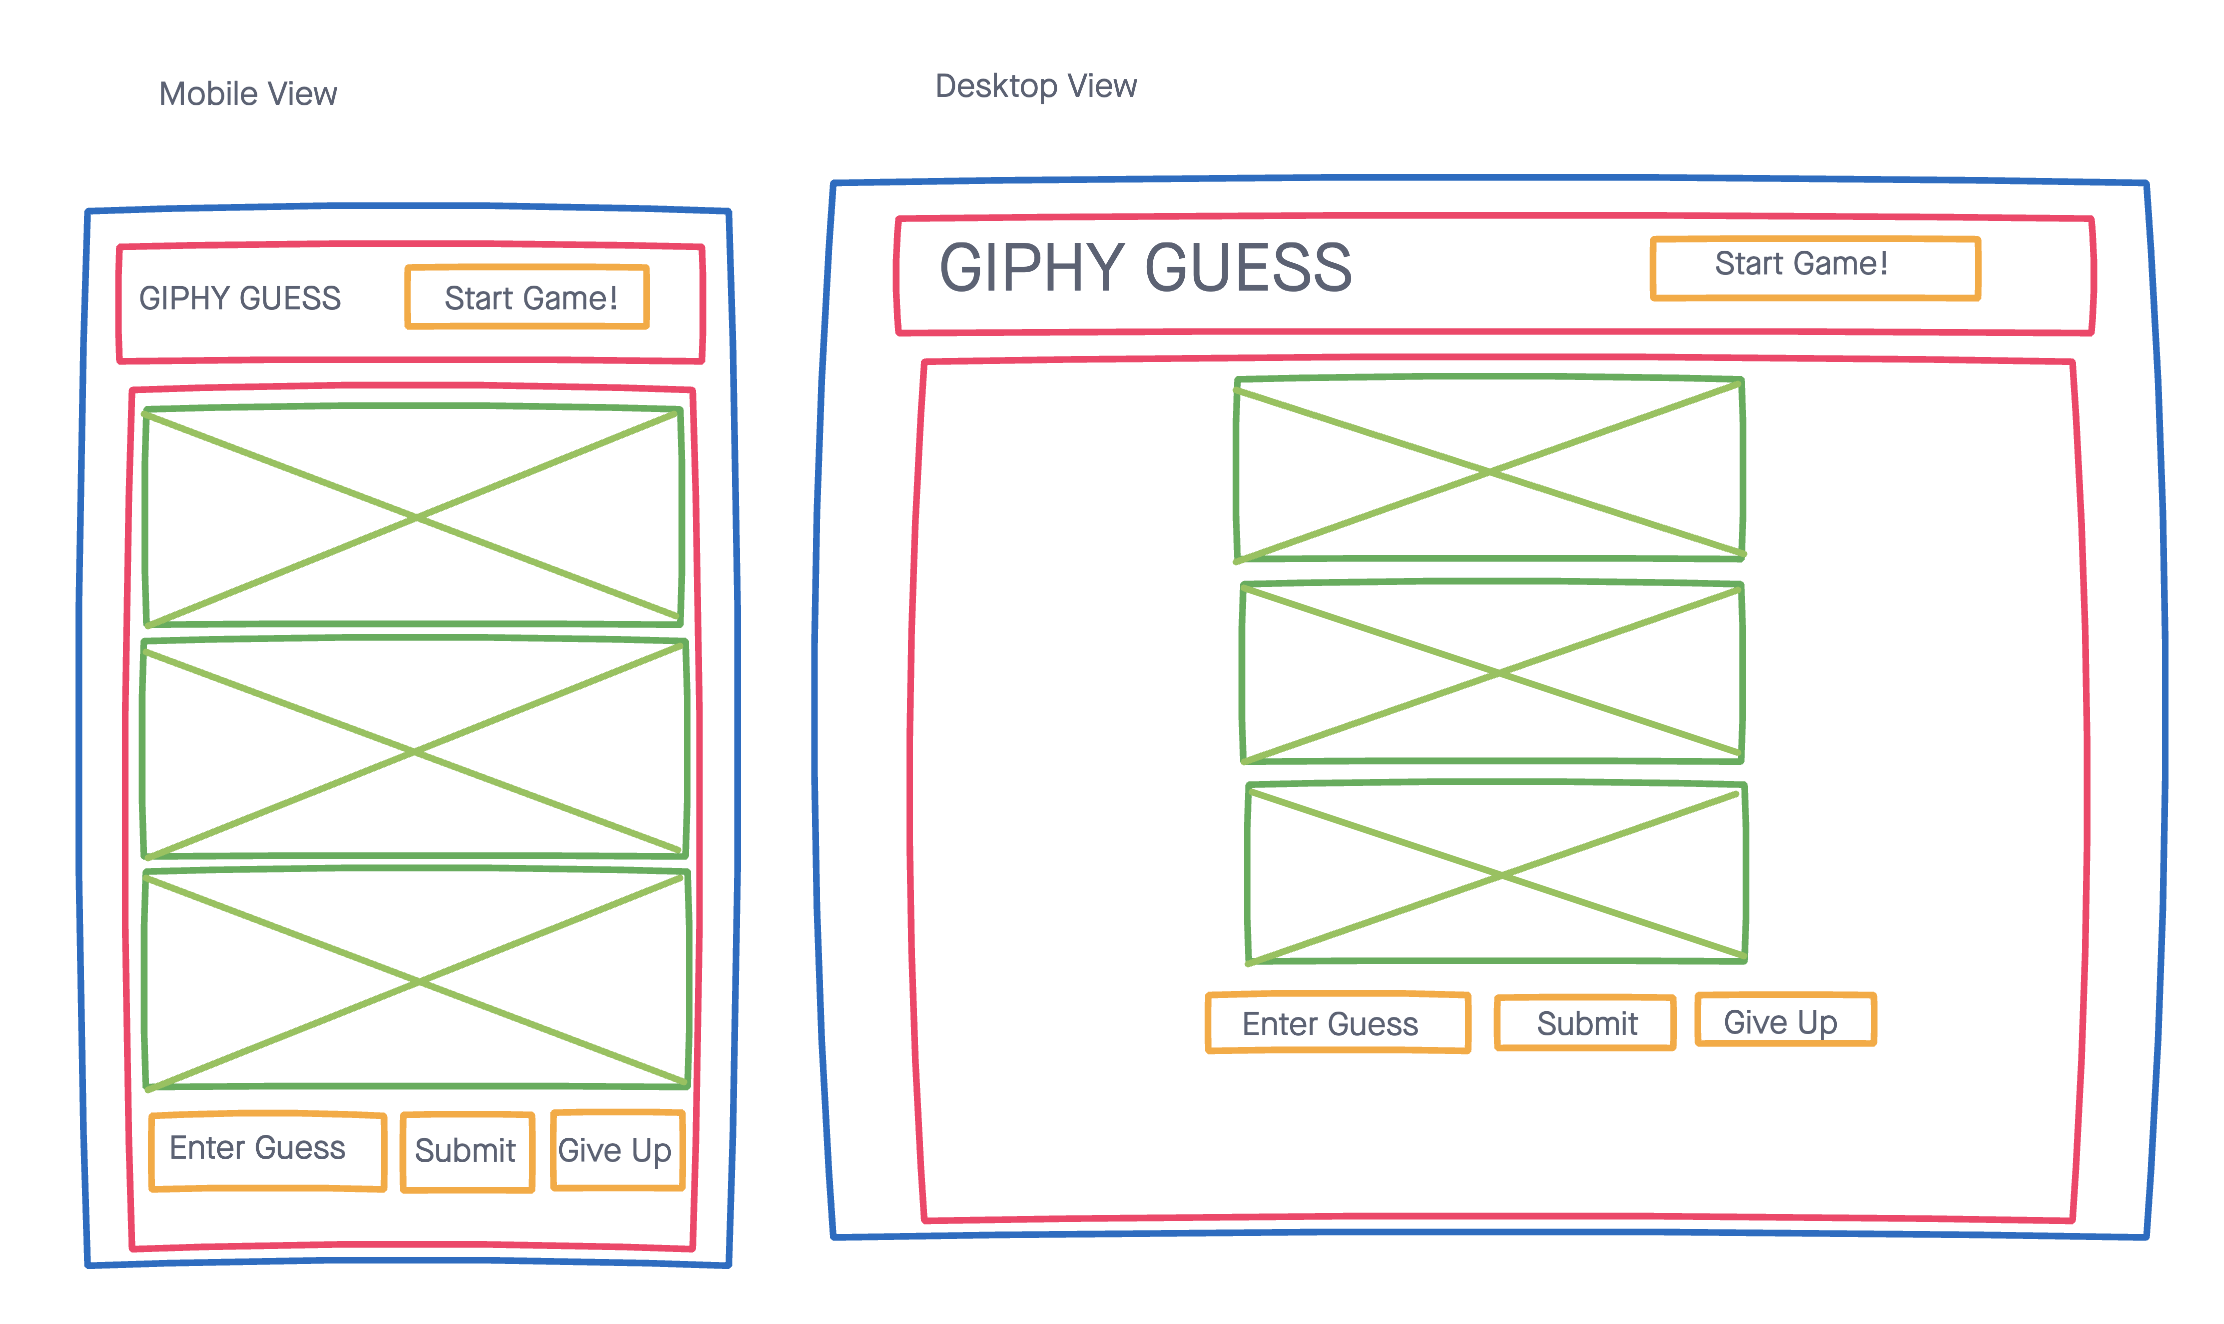 Mobile View
GIPHY GUESS
Start Game!
Enter Guess
Submit
Give Up
Desktop View
GIPHY GUESS
Start Game!
Enter Guess
Submit
Give Up